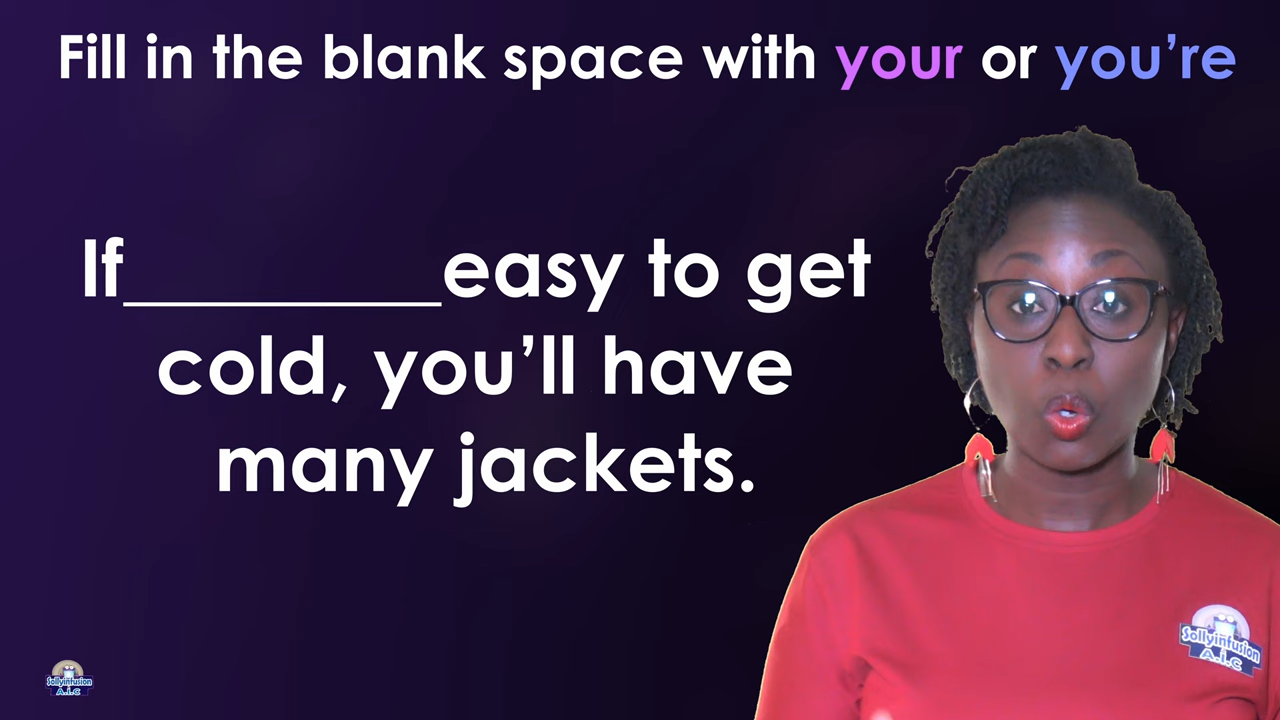 Fill in the blank space with your or you’re
If________easy to get
cold, you’ll have
many jackets.
Sollyinfusion
A.i.C
Sollyinfusion
A.i.C